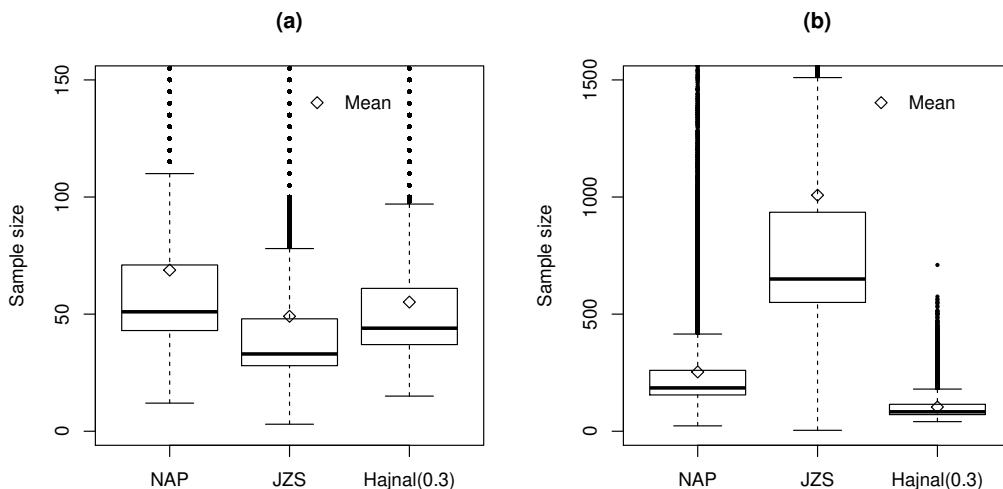 (a)
Sample size
150
100
50
0
Mean
NAP
JZS
Hajnal(0.3)
(b)
Sample size
1500
1000
500
0
Mean
NAP
JZS
Hajnal(0.3)